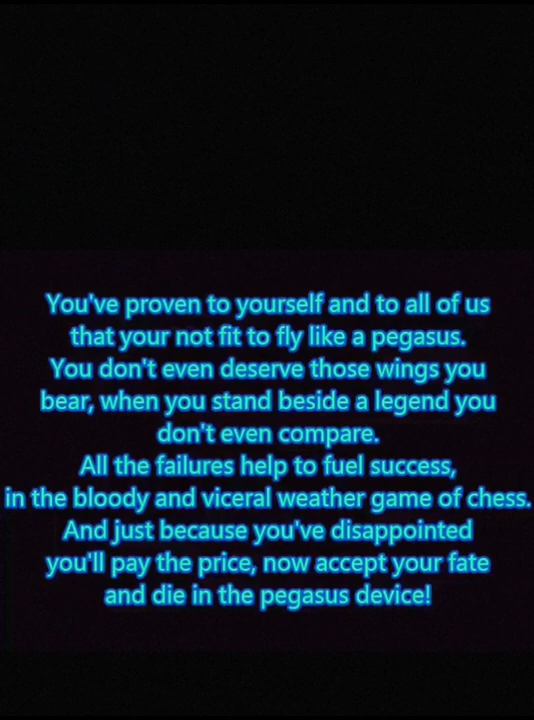 You've proven to yourself and to all of us
that your not fit to fly like a pegasus.
You don't even deserve those wings you
bear, when you stand beside a legend you
don't even compare.
All the failures help to fuel success,
in the bloody and viceral weather game of chess.
And just because you've disappointed
you'll pay the price, now accept your fate
and die in the pegasus device!